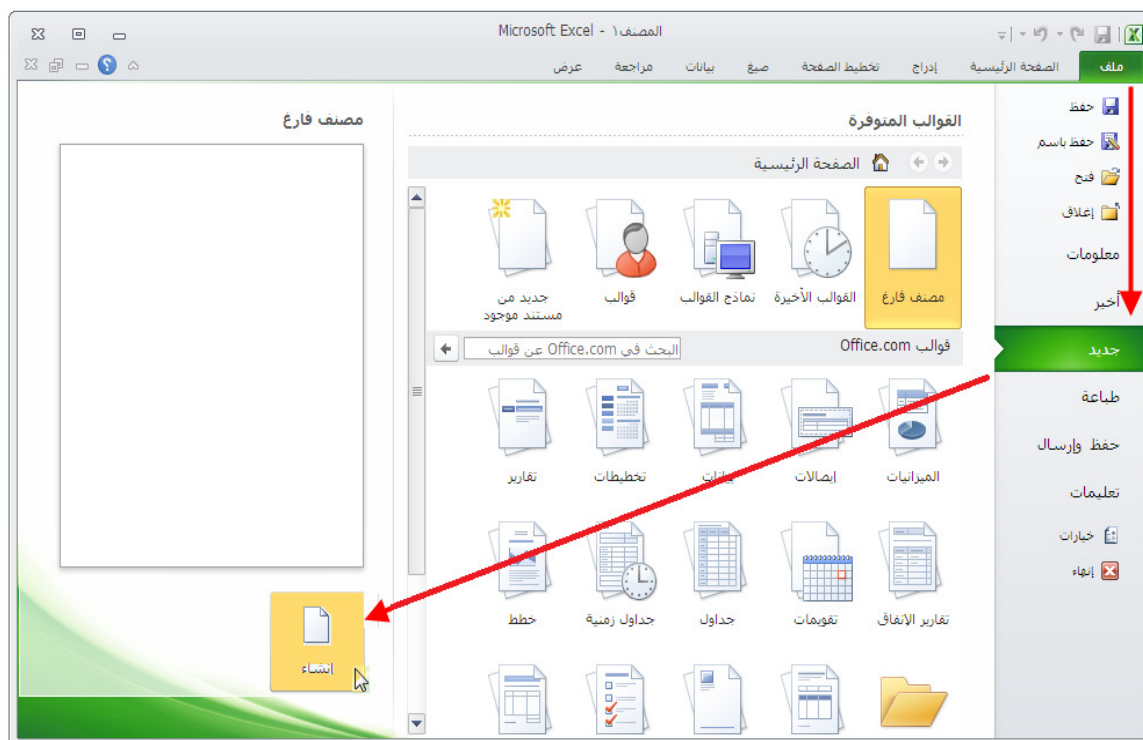 المصنف١ - Microsoft Excel
ملف
الصفحة الرئيسية
إدراج
تخطيط الصفحة
صيغ
بيانات
مراجعة
عرض
حفظ
حفظ باسم
فتح
إغلاق
معلومات
أخير
جديد
طباعة
حفظ وإرسال
تعليمات
خيارات
إنهاء
القوالب المتوفرة
الصفحة الرئيسية
مصنف فارغ
القوالب الأخيرة
نماذج القوالب
قوالب
جديد من
مستند موجود
قوالب Office.com
البحث في Office.com عن قوالب
الميزانيات
إيصالات
بيانات
تخطيطات
تقارير
تقارير الإنفاق
تقويمات
جداول
جداول زمنية
خطط
مصنف فارغ
إنشاء